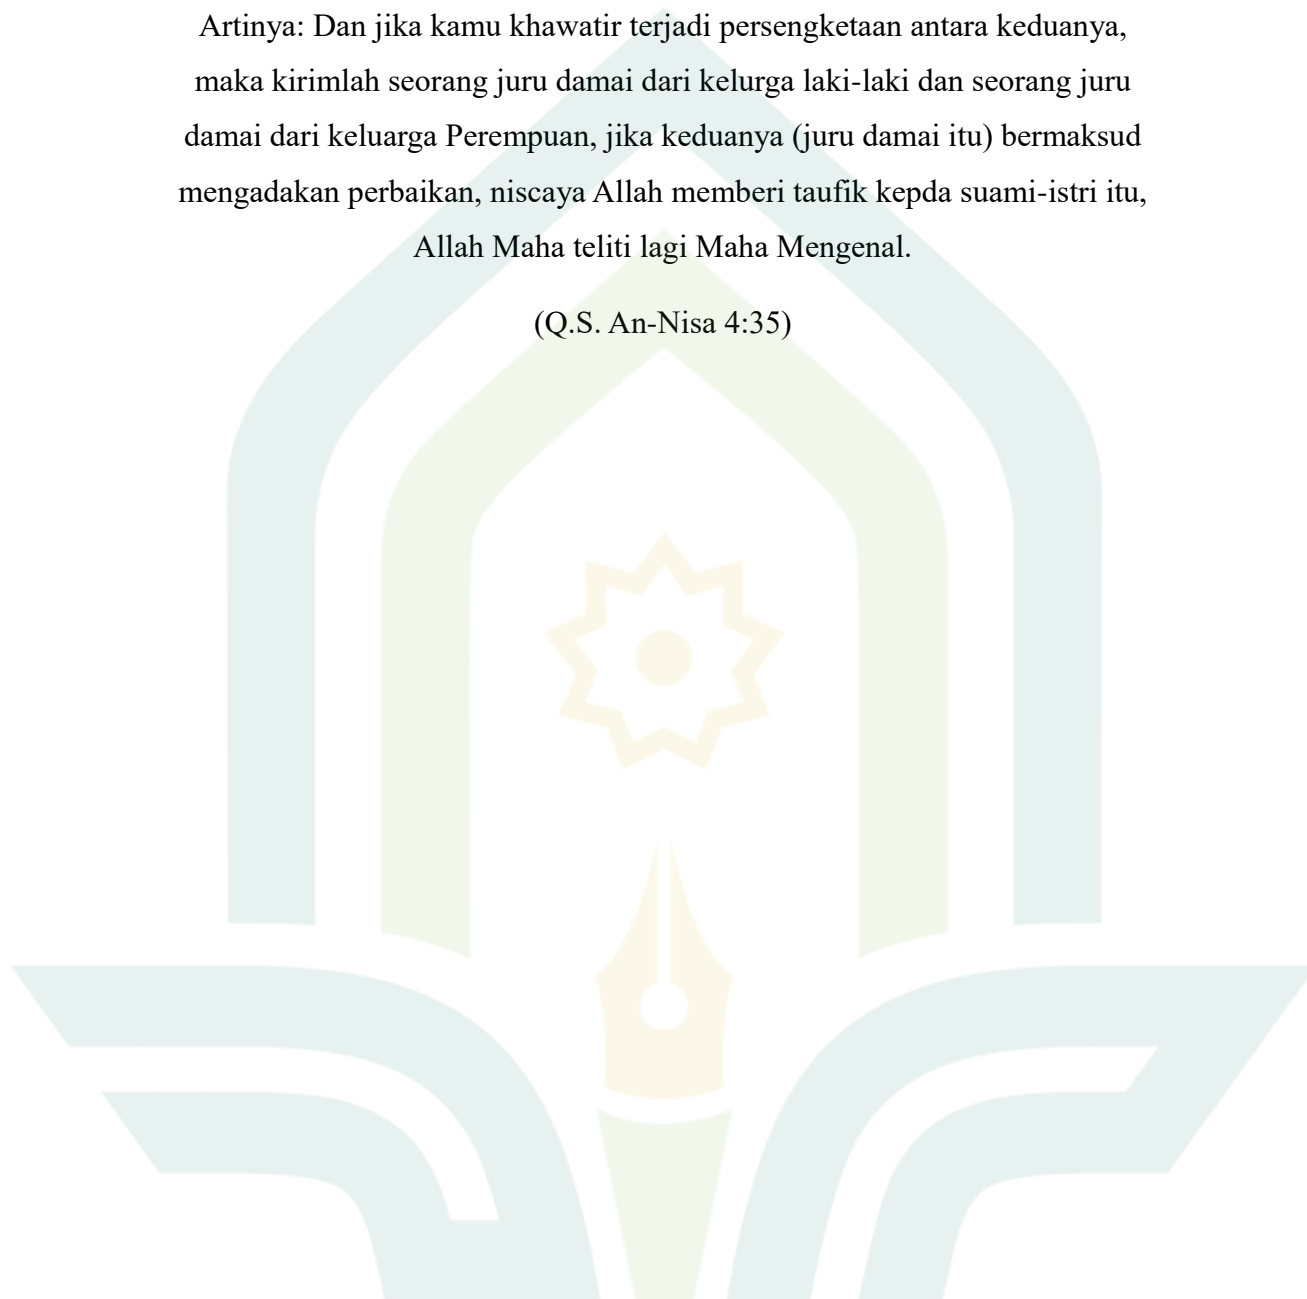 Artinya: Dan jika kamu khawatir terjadi persengketaan antara keduanya,
maka kirimlah seorang juru damai dari kelurga laki-laki dan seorang juru
damai dari keluarga Perempuan, jika keduanya (juru damai itu) bermaksud
mengadakan perbaikan, niscaya Allah memberi taufik kepda suami-istri itu,
Allah Maha teliti lagi Maha Mengenal.
(Q.S. An-Nisa 4:35)